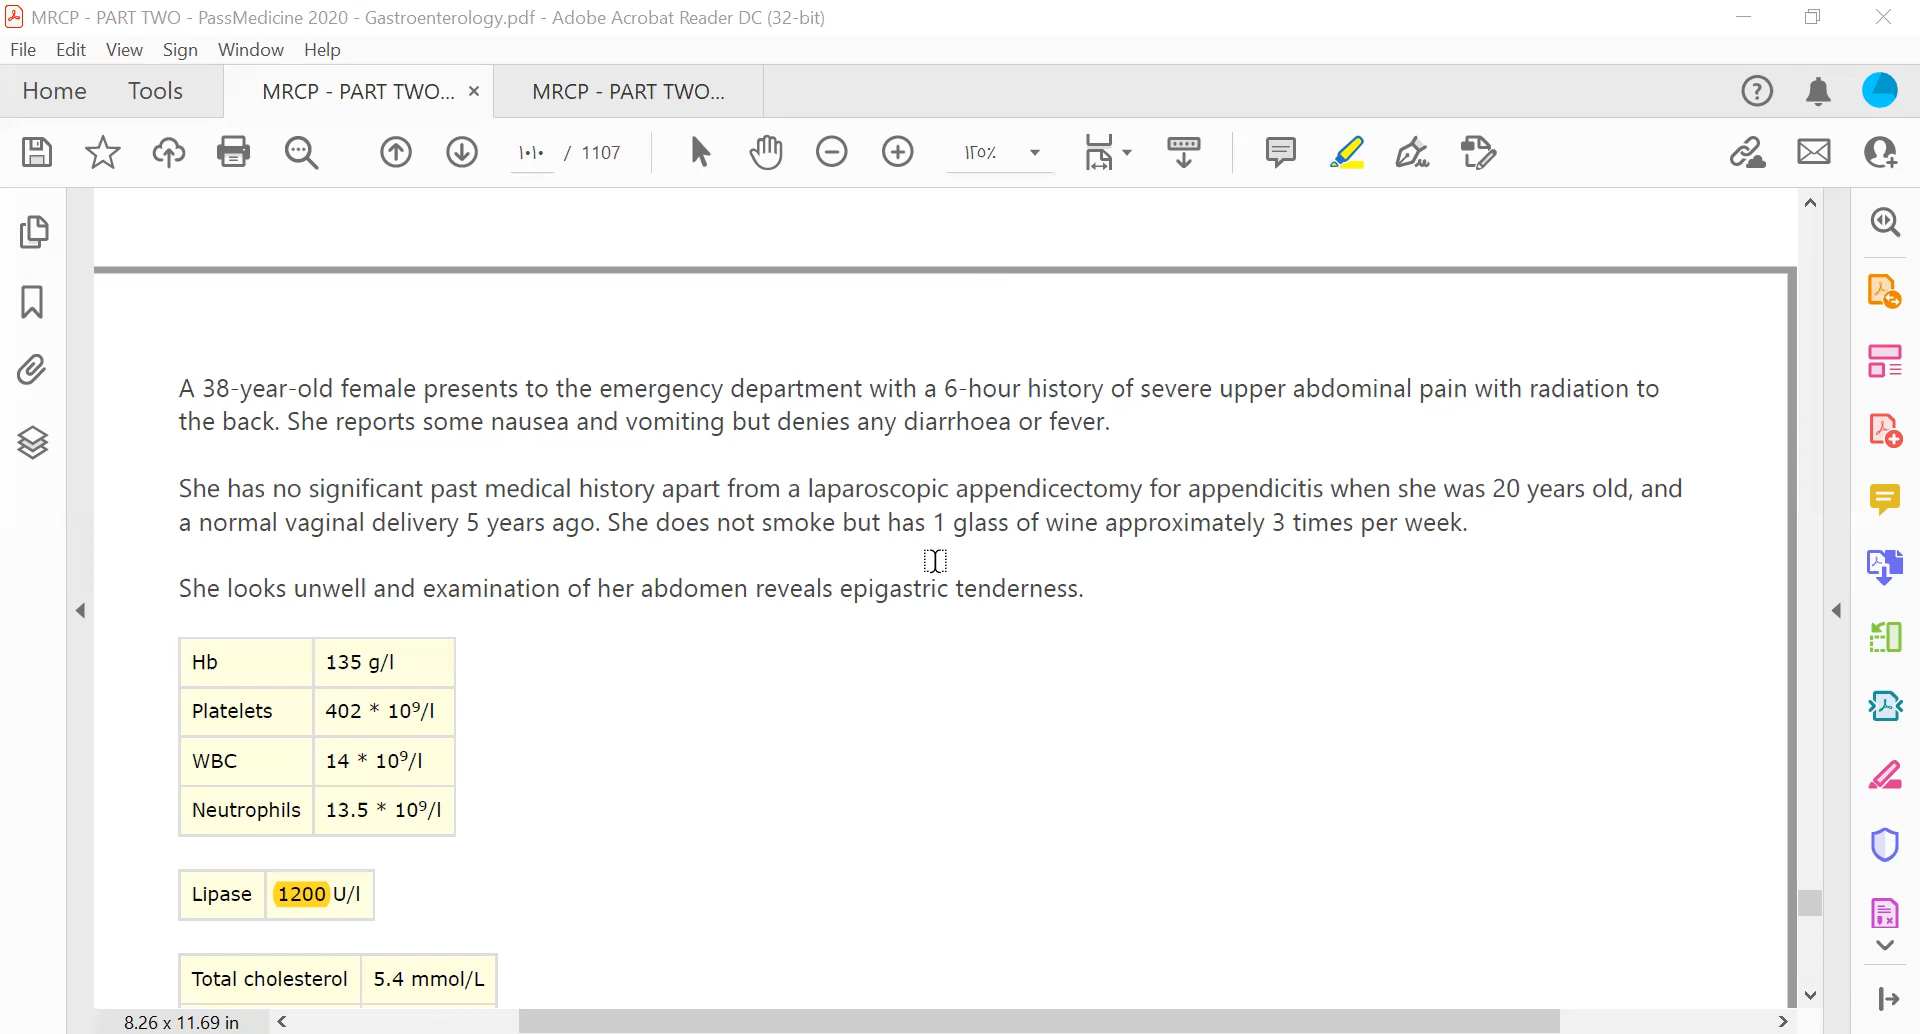 MRCP - PART TWO - PassMedicine 2020 - Gastroenterology.pdf - Adobe Acrobat Reader DC (32-bit)
File Edit View Sign Window Help
Home Tools MRCP - PART TWO... × MRCP - PART TWO...
١٠١٠ / 1107 ١٢٥٪
A 38-year-old female presents to the emergency department with a 6-hour history of severe upper abdominal pain with radiation to
the back. She reports some nausea and vomiting but denies any diarrhoea or fever.
She has no significant past medical history apart from a laparoscopic appendicectomy for appendicitis when she was 20 years old, and
a normal vaginal delivery 5 years ago. She does not smoke but has 1 glass of wine approximately 3 times per week.
She looks unwell and examination of her abdomen reveals epigastric tenderness.
Hb 135 g/l
Platelets 402 * 10⁹/l
WBC 14 * 10⁹/l
Neutrophils 13.5 * 10⁹/l
Lipase 1200 U/l
Total cholesterol 5.4 mmol/L
8.26 x 11.69 in